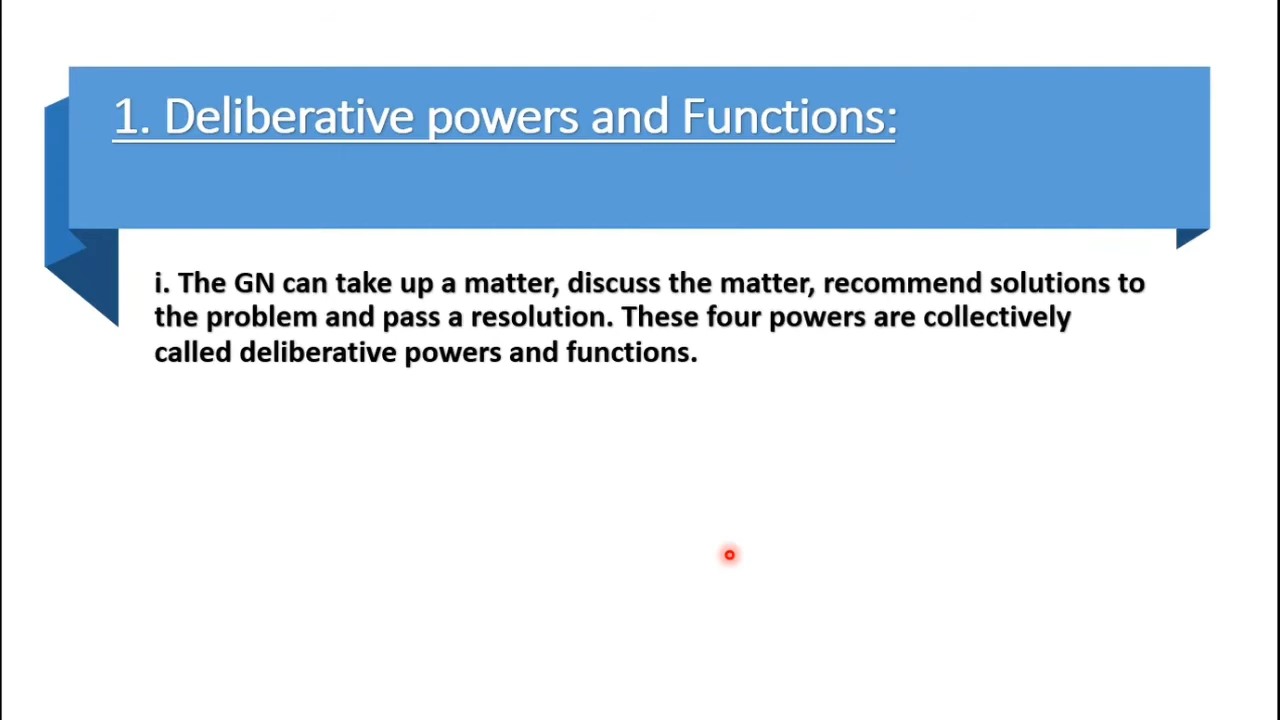 1. Deliberative powers and Functions:
i. The GN can take up a matter, discuss the matter, recommend solutions to
the problem and pass a resolution. These four powers are collectively
called deliberative powers and functions.